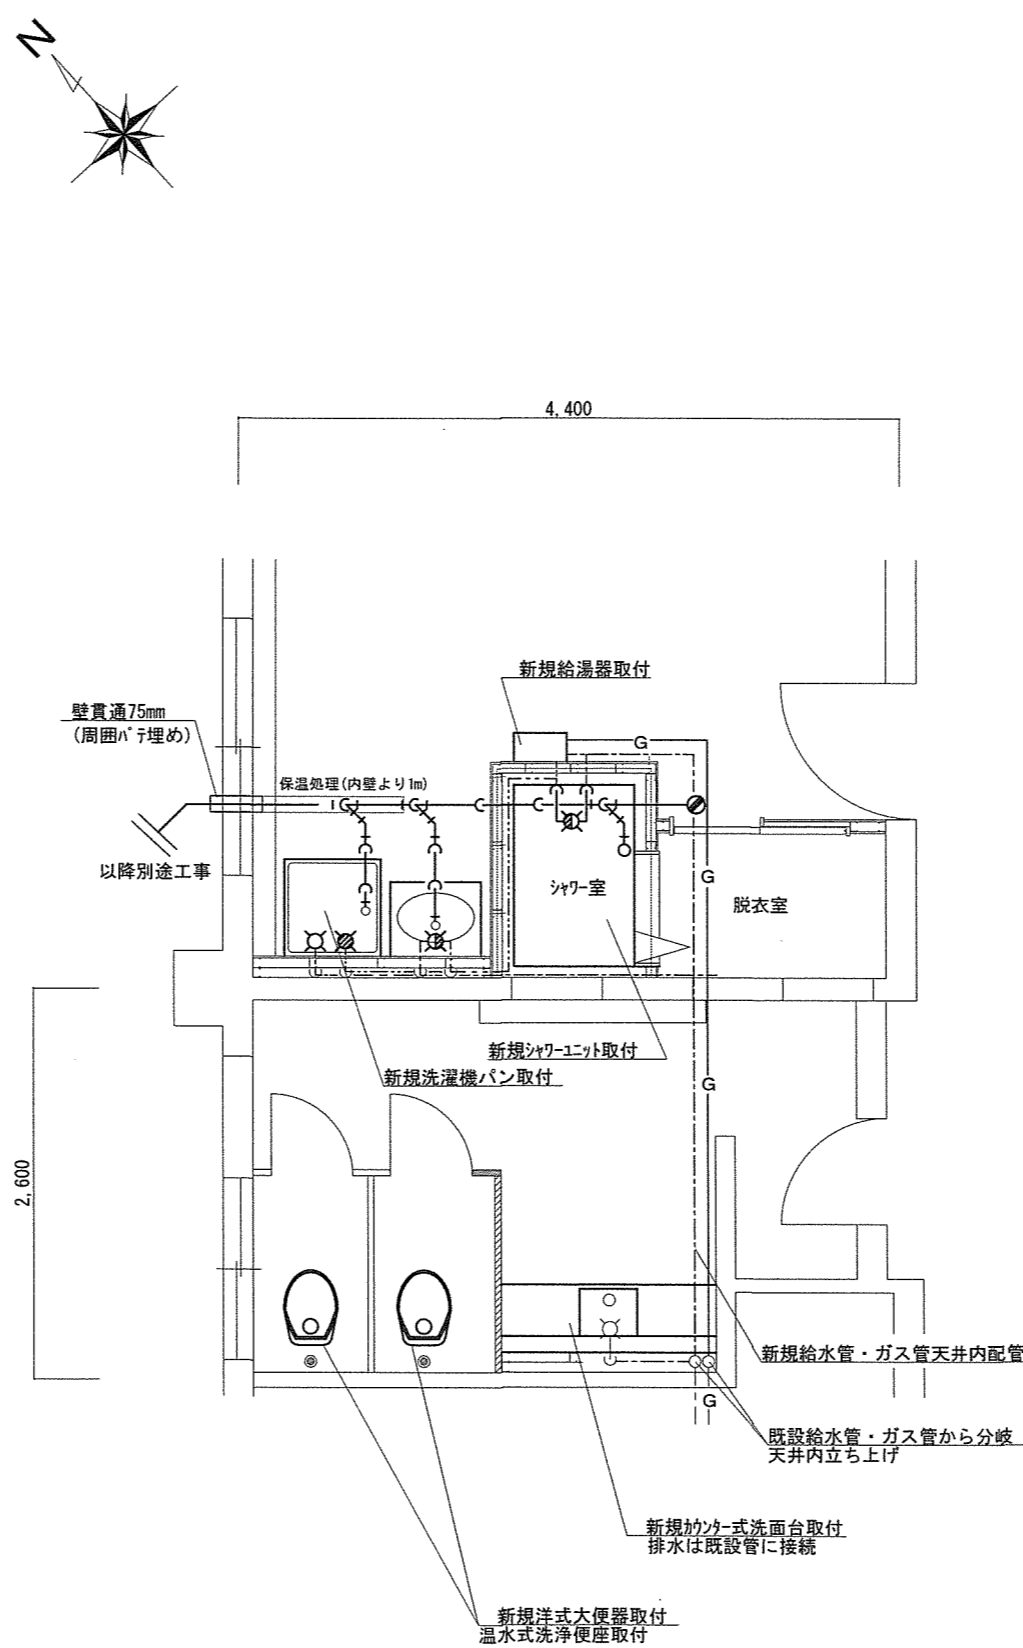 N
4,400
新規給湯器取付
G
壁貫通75mm
(周囲ﾊﾟﾃ埋め)
保温処理(内壁より1m)
以降別途工事
G
ｼｬﾜｰ室
脱衣室
新規ｼｬﾜｰﾕﾆｯﾄ取付
新規洗濯機パン取付
G
2,600
新規給水管・ガス管天井内配管
G
既設給水管・ガス管から分岐
天井内立ち上げ
新規ｶｳﾝﾀｰ式洗面台取付
排水は既設管に接続
新規洋式大便器取付
温水式洗浄便座取付